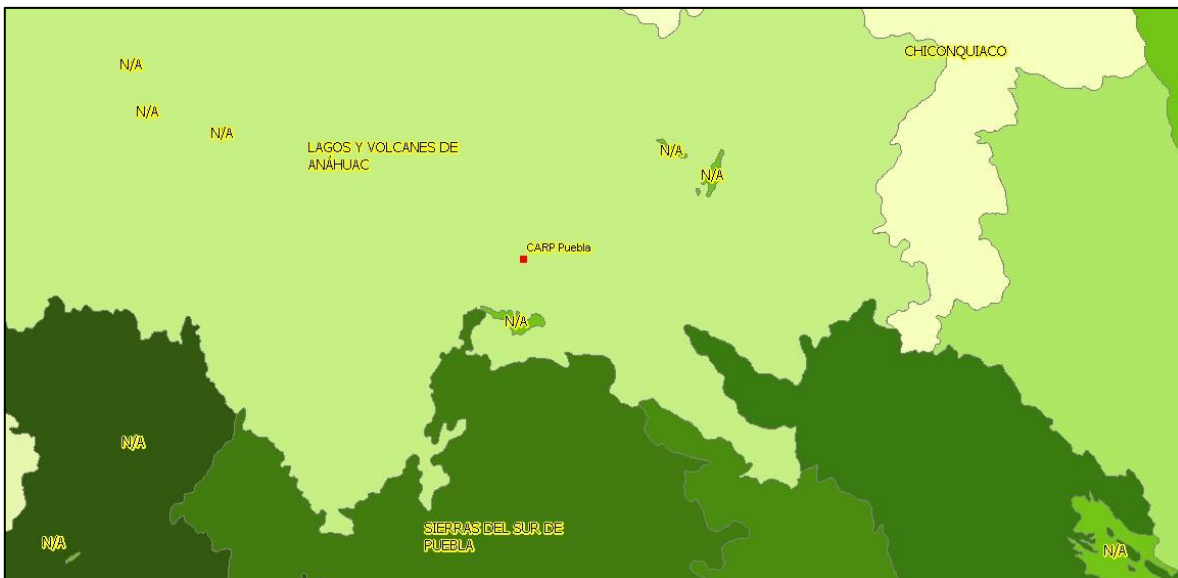 CHICONQUIACO
N/A
N/A
N/A
LAGOS Y VOLCANES DE
ANÁHUAC
N/A
N/A
CARP Puebla
N/A
N/A
SIERRAS DEL SUR DE
PUEBLA
N/A
N/A